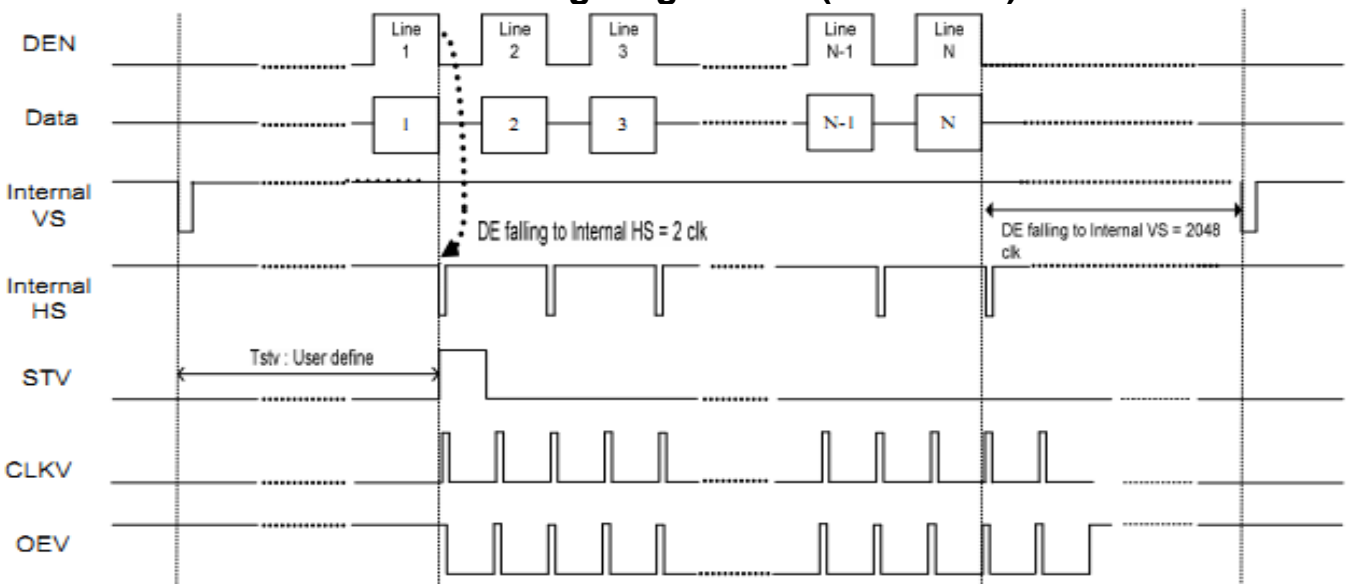 DEN
Line
1
Line
2
Line
3
Line
N-1
Line
N
Data
1
2
3
N-1
N
Internal
VS
DE falling to Internal HS = 2 clk
DE falling to Internal VS = 2048
clk
Internal
HS
Tstv : User define
STV
CLKV
OEV